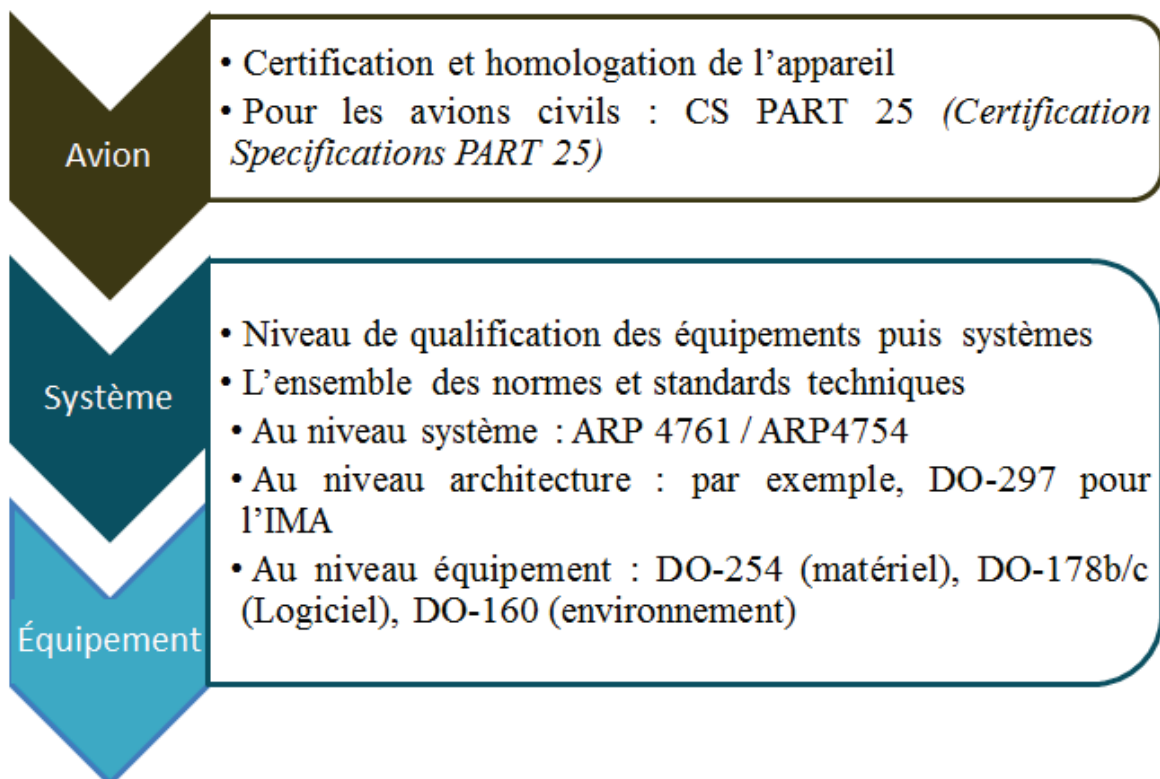 Avion
• Certification et homologation de l'appareil
• Pour les avions civils : CS PART 25 (Certification
Specifications PART 25)
Système
Équipement
• Niveau de qualification des équipements puis systèmes
• L'ensemble des normes et standards techniques
• Au niveau système : ARP 4761 / ARP4754
• Au niveau architecture : par exemple, DO-297 pour
l'IMA
• Au niveau équipement : DO-254 (matériel), DO-178b/c
(Logiciel), DO-160 (environnement)